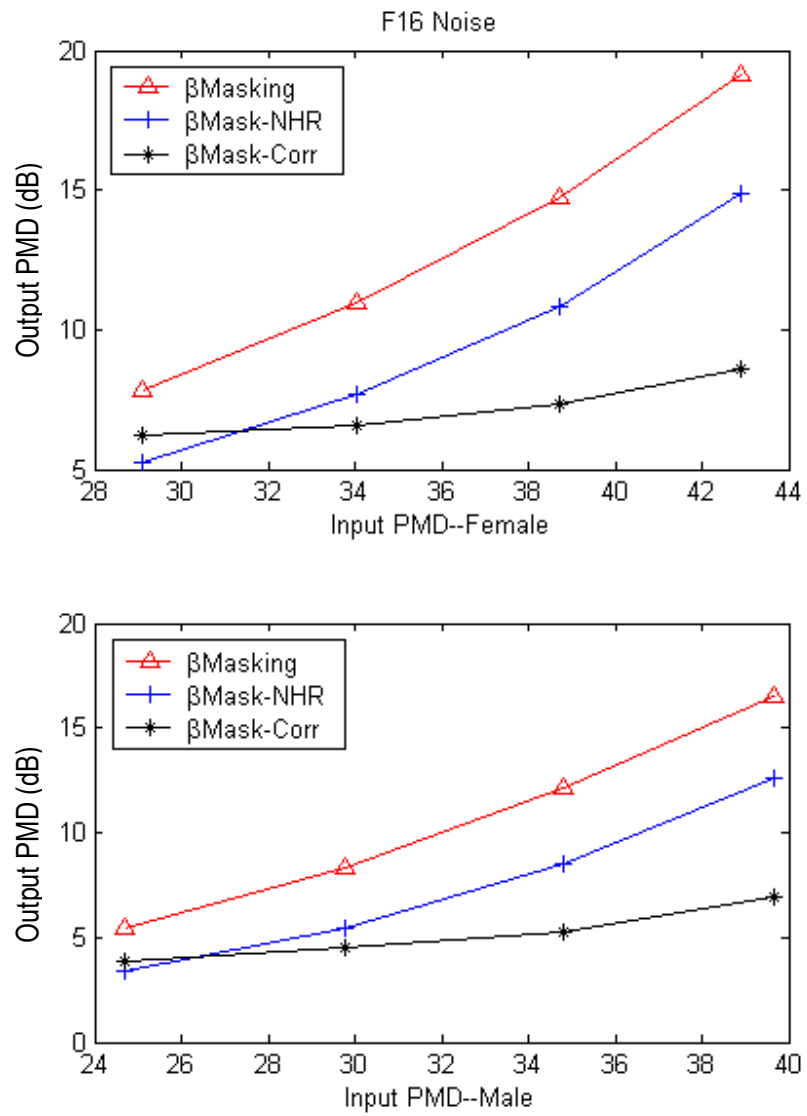 F16 Noise
20
15
10
5
Output PMD (dB)
βMasking
βMask-NHR
βMask-Corr
28 30 32 34 36 38 40 42 44
Input PMD--Female
20
15
10
5
0
Output PMD (dB)
βMasking
βMask-NHR
βMask-Corr
24 26 28 30 32 34 36 38 40
Input PMD--Male